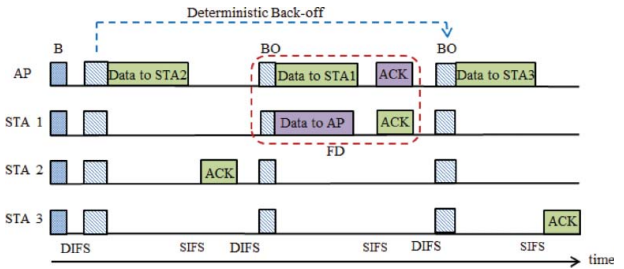 Deterministic Back-off
B BO BO
AP Data to STA2 Data to STA1 ACK Data to STA3
STA 1 Data to AP ACK
FD
STA 2 ACK
STA 3 ACK
DIFS SIFS DIFS SIFS DIFS SIFS
time